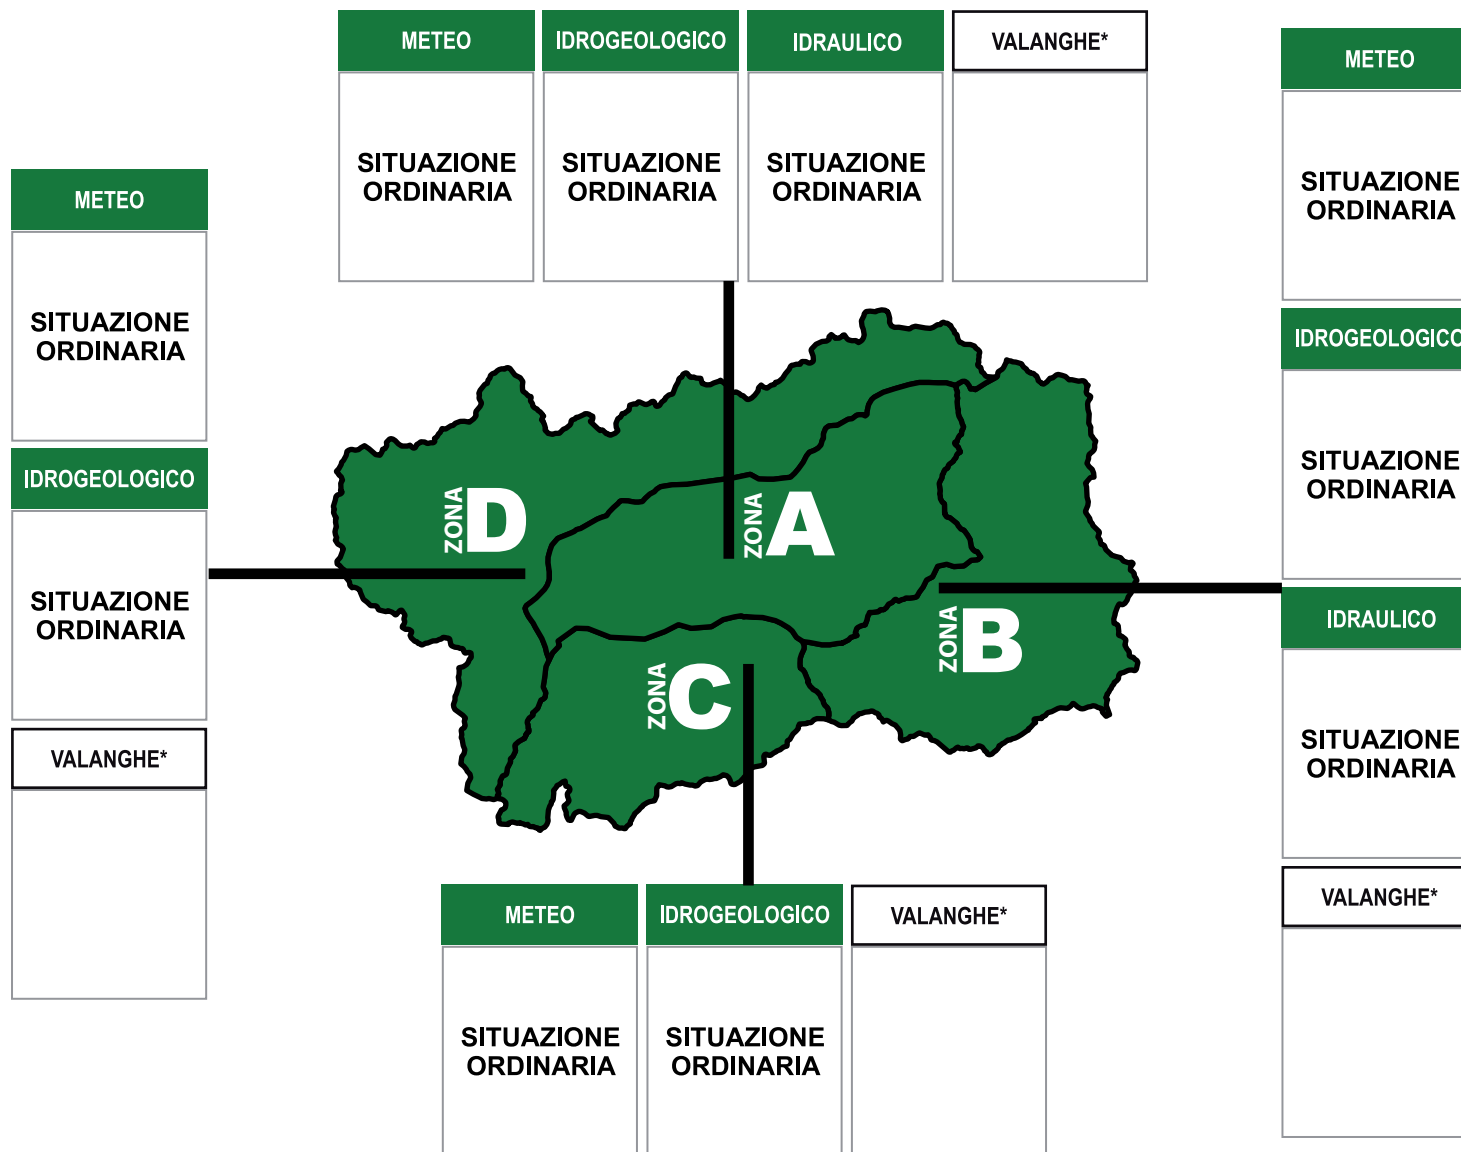 METEO
IDROGEOLOGICO
IDRAULICO
VALANGHE*
SITUAZIONE
ORDINARIA
SITUAZIONE
ORDINARIA
SITUAZIONE
ORDINARIA
METEO
SITUAZIONE
ORDINARIA
IDROGEOLOGICO
SITUAZIONE
ORDINARIA
VALANGHE*
ZONA D
ZONA A
ZONA B
ZONA C
METEO
SITUAZIONE
ORDINARIA
IDROGEOLOGICO
SITUAZIONE
ORDINARIA
IDRAULICO
SITUAZIONE
ORDINARIA
VALANGHE*
METEO
IDROGEOLOGICO
VALANGHE*
SITUAZIONE
ORDINARIA
SITUAZIONE
ORDINARIA